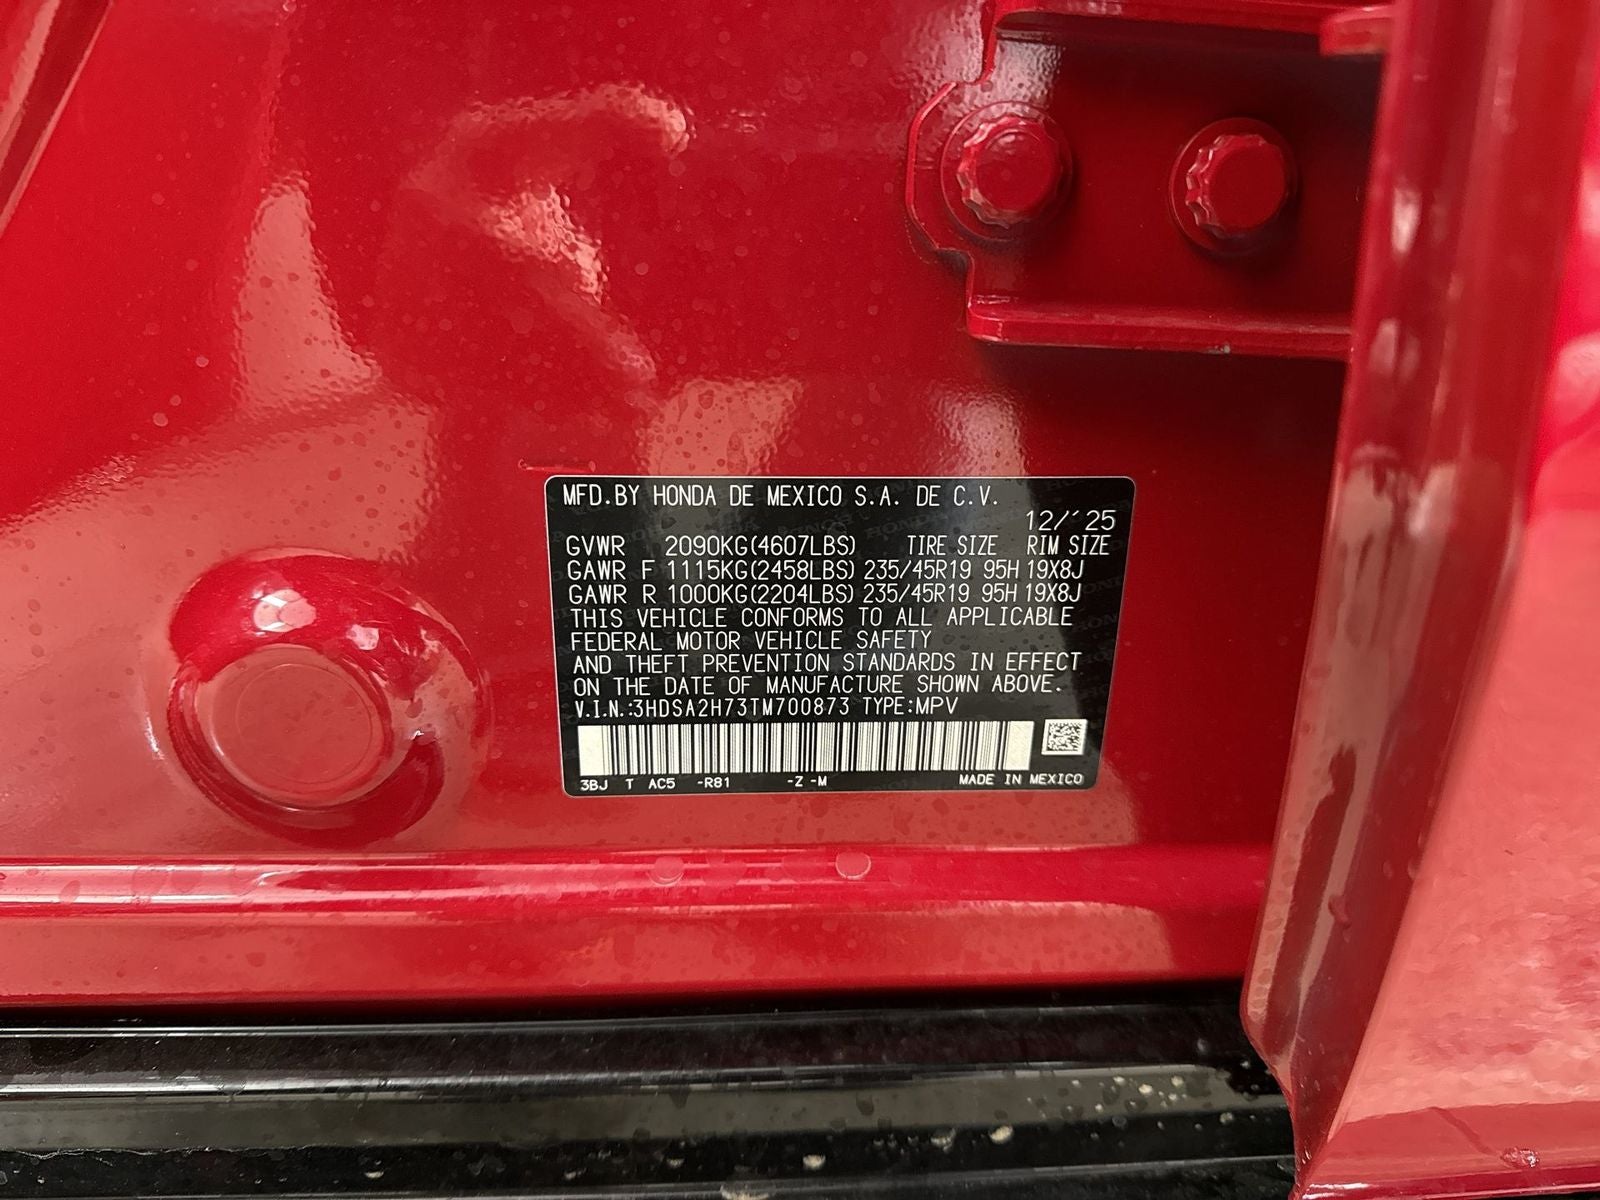 MFD.BY HONDA DE MEXICO S.A. DE C.V.
12/´25
GVWR 2090KG(4607LBS) TIRE SIZE RIM SIZE
GAWR F 1115KG(2458LBS) 235/45R19 95H 19X8J
GAWR R 1000KG(2204LBS) 235/45R19 95H 19X8J
THIS VEHICLE CONFORMS TO ALL APPLICABLE
FEDERAL MOTOR VEHICLE SAFETY
AND THEFT PREVENTION STANDARDS IN EFFECT
ON THE DATE OF MANUFACTURE SHOWN ABOVE.
V.I.N.:3HDSA2H73TM700873 TYPE:MPV
3BJ T AC5 -R81 -Z -M MADE IN MEXICO